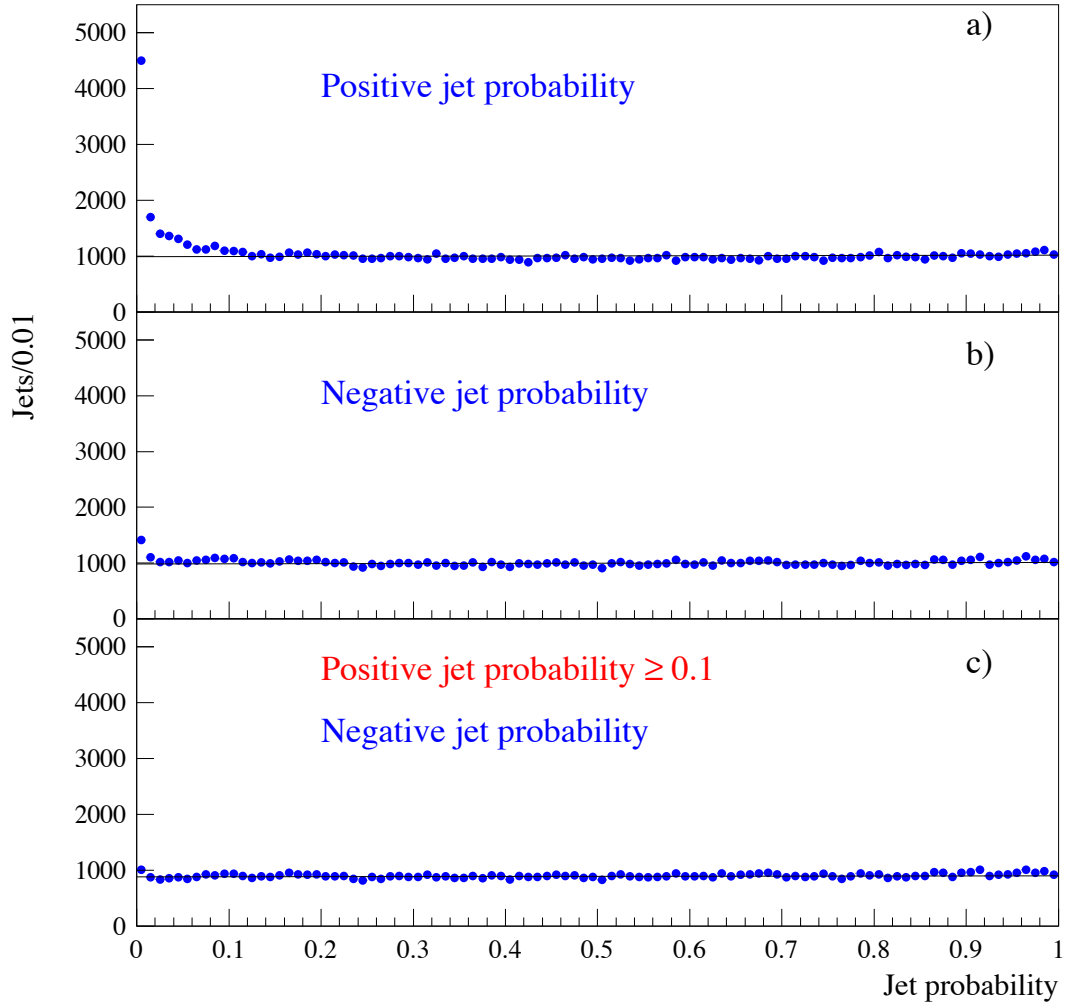 a)
Positive jet probability
5000
4000
3000
2000
1000
0
b)
Negative jet probability
5000
4000
3000
2000
1000
0
Jets/0.01
c)
Positive jet probability ≥ 0.1
Negative jet probability
5000
4000
3000
2000
1000
0
0 0.1 0.2 0.3 0.4 0.5 0.6 0.7 0.8 0.9 1
Jet probability